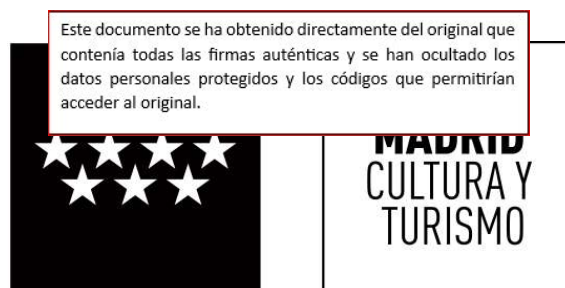 Este documento se ha obtenido directamente del original que
contenía todas las firmas auténticas y se han ocultado los
datos personales protegidos y los códigos que permitirían
acceder al original.
MADRID
CULTURA Y
TURISMO